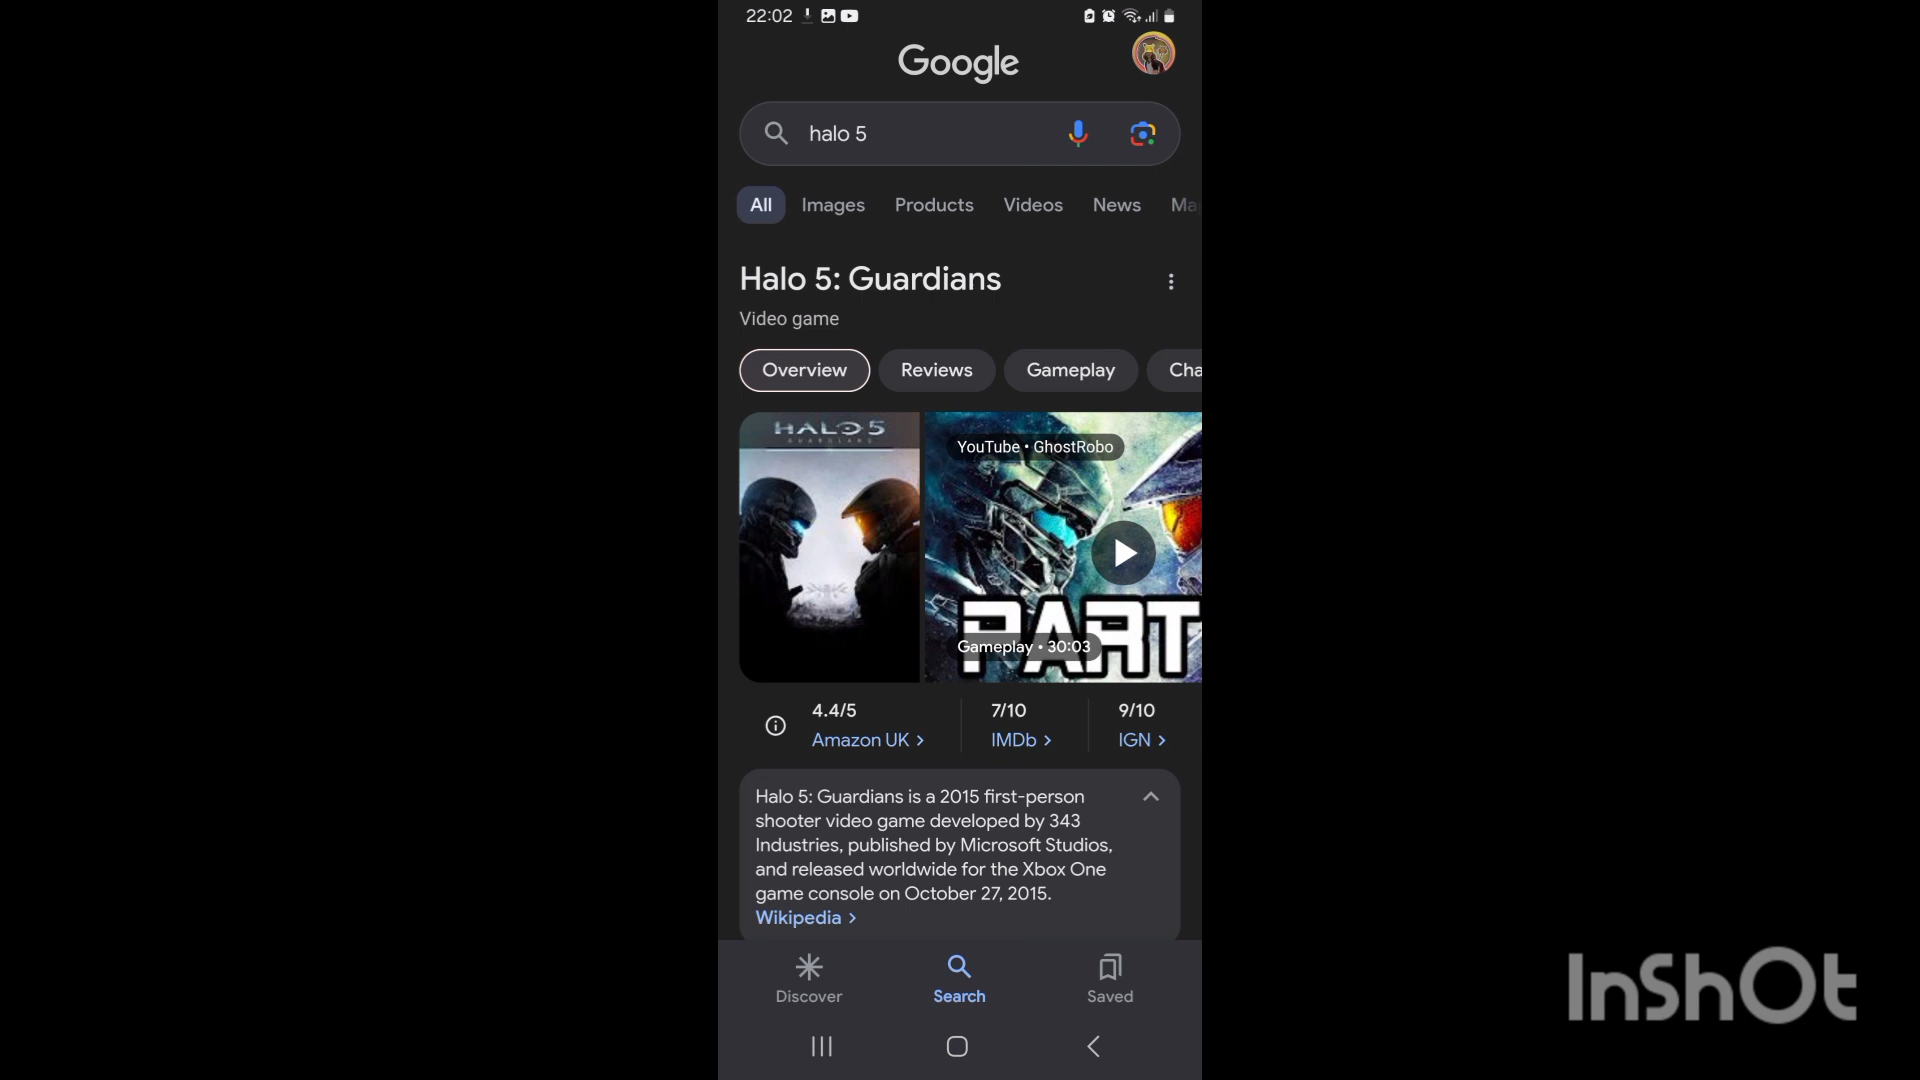 22:02
Google
halo 5
All Images Products Videos News Ma
Halo 5: Guardians
Video game
Overview Reviews Gameplay Cha
HALO 5
GUARDIANS
YouTube • GhostRobo
PART
Gameplay • 30:03
4.4/5 7/10 9/10
Amazon UK > IMDb > IGN >
Halo 5: Guardians is a 2015 first-person
shooter video game developed by 343
Industries, published by Microsoft Studios,
and released worldwide for the Xbox One
game console on October 27, 2015.
Wikipedia >
Discover Search Saved
InShOt